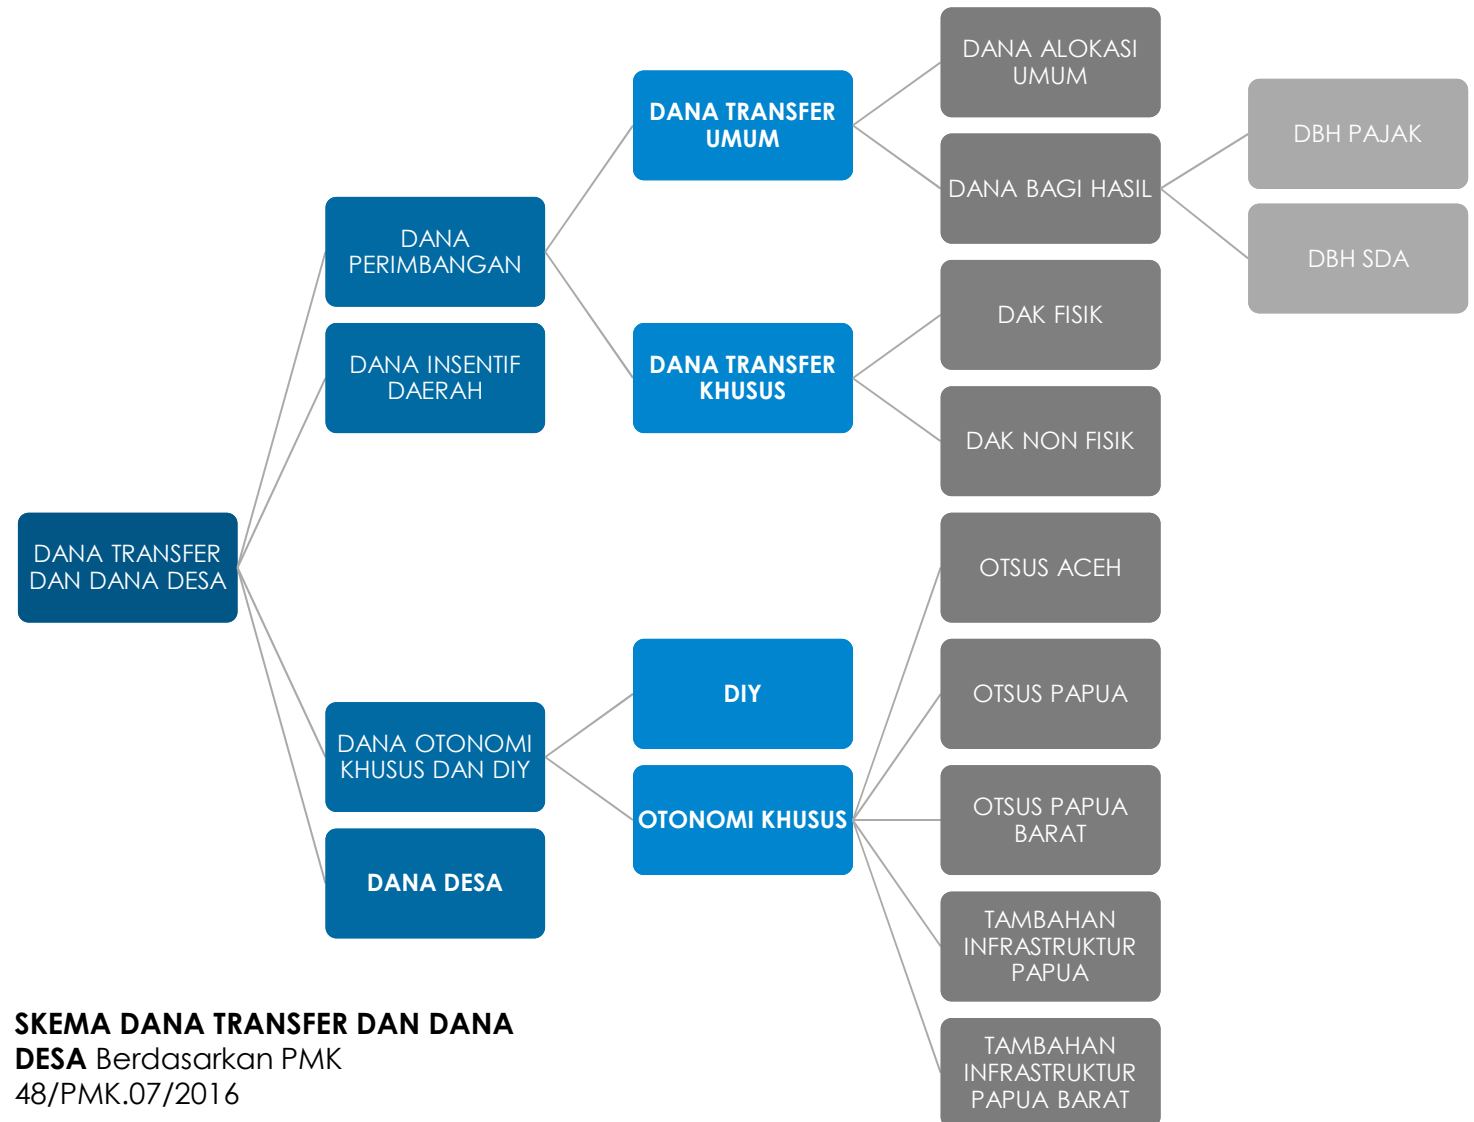 DANA TRANSFER
DAN DANA DESA
DANA
PERIMBANGAN
DANA TRANSFER
UMUM
DANA ALOKASI
UMUM
DANA BAGI HASIL
DBH PAJAK
DBH SDA
DANA TRANSFER
KHUSUS
DAK FISIK
DAK NON FISIK
DANA INSENTIF
DAERAH
DANA OTONOMI
KHUSUS DAN DIY
DIY
OTONOMI KHUSUS
OTSUS ACEH
OTSUS PAPUA
OTSUS PAPUA
BARAT
TAMBAHAN
INFRASTRUKTUR
PAPUA
TAMBAHAN
INFRASTRUKTUR
PAPUA BARAT
DANA DESA
SKEMA DANA TRANSFER DAN DANA
DESA Berdasarkan PMK
48/PMK.07/2016